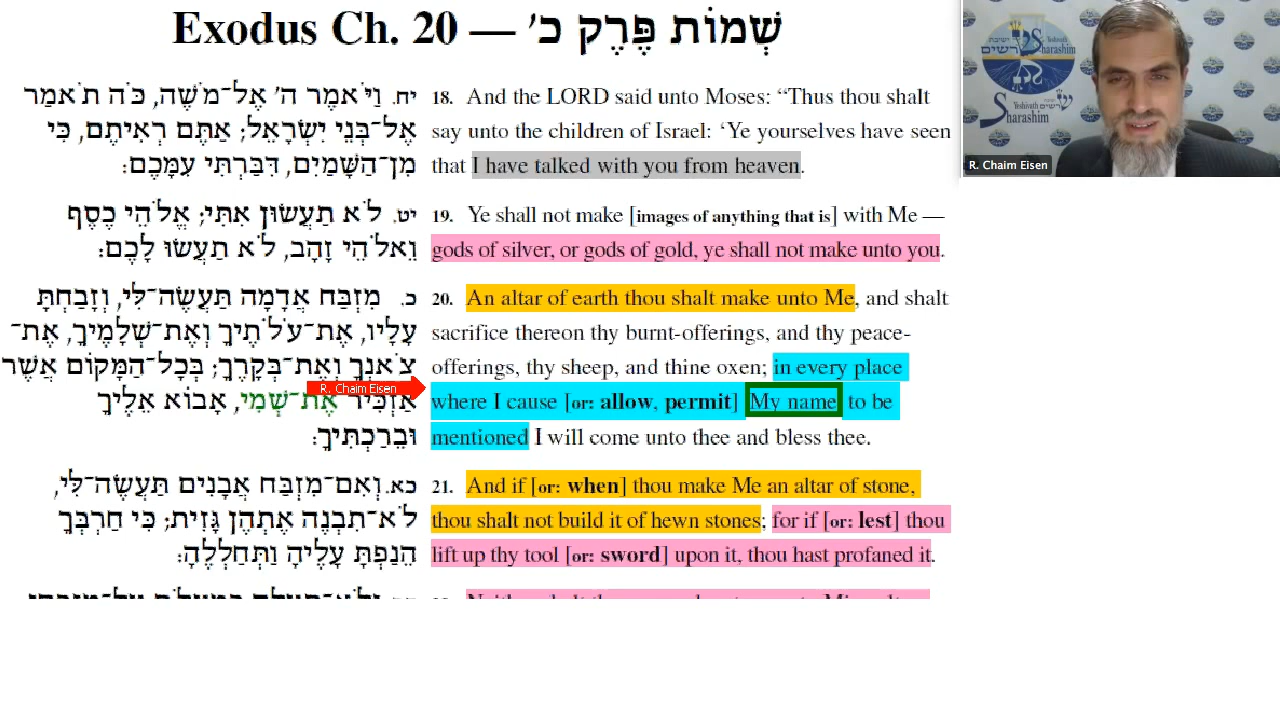 Exodus Ch. 20 — שְׁמוֹת פֶּרֶק כ׳
יח. וַיֹּאמֶר ה׳ אֶל־מֹשֶׁה, כֹּה תֹאמַר
אֶל־בְּנֵי יִשְׂרָאֵל; אַתֶּם רְאִיתֶם, כִּי
מִן־הַשָּׁמַיִם, דִּבַּרְתִּי עִמָּכֶם:
18. And the LORD said unto Moses: “Thus thou shalt
say unto the children of Israel: ‘Ye yourselves have seen
that I have talked with you from heaven.
יט. לֹא תַעֲשׂוּן אִתִּי; אֱלֹהֵי כֶסֶף
וֵאלֹהֵי זָהָב, לֹא תַעֲשׂוּ לָכֶם:
19. Ye shall not make [images of anything that is] with Me —
gods of silver, or gods of gold, ye shall not make unto you.
כ. מִזְבַּח אֲדָמָה תַּעֲשֶׂה־לִּי, וְזָבַחְתָּ
עָלָיו, אֶת־עֹלֹתֶיךָ וְאֶת־שְׁלָמֶיךָ, אֶת־
צֹאנְךָ וְאֶת־בְּקָרֶךָ; בְּכָל־הַמָּקוֹם אֲשֶׁר
אַזְכִּיר אֶת־שְׁמִי, אָבוֹא אֵלֶיךָ
וּבֵרַכְתִּיךָ:
20. An altar of earth thou shalt make unto Me, and shalt
sacrifice thereon thy burnt-offerings, and thy peace-
offerings, thy sheep, and thine oxen; in every place
where I cause [or: allow, permit] My name to be
mentioned I will come unto thee and bless thee.
R. Chaim Eisen
כא. וְאִם־מִזְבַּח אֲבָנִים תַּעֲשֶׂה־לִּי,
לֹא־תִבְנֶה אֶתְהֶן גָּזִית; כִּי חַרְבְּךָ
הֵנַפְתָּ עָלֶיהָ וַתְּחַלְלֶהָ:
21. And if [or: when] thou make Me an altar of stone,
thou shalt not build it of hewn stones; for if [or: lest] thou
lift up thy tool [or: sword] upon it, thou hast profaned it.
ישיבת
שרשים
Yeshivath
Sharashim
Yeshivath
Sharashim
R. Chaim Eisen